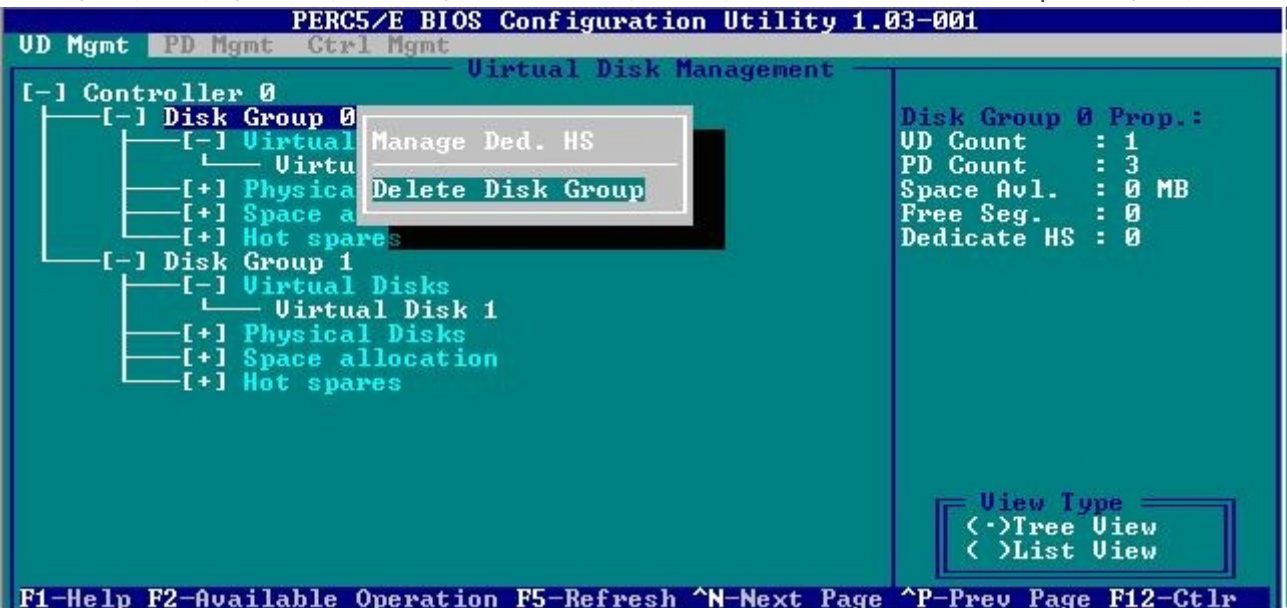 PERC5/E BIOS Configuration Utility 1.03-001
VD Mgmt PD Mgmt Ctrl Mgmt
Virtual Disk Management
[-] Controller 0
[-] Disk Group 0
[-] Virtual
Virtu
[+] Physica
[+] Space a
[+] Hot spares
Manage Ded. HS
Delete Disk Group
[-] Disk Group 1
[-] Virtual Disks
Virtual Disk 1
[+] Physical Disks
[+] Space allocation
[+] Hot spares
Disk Group 0 Prop.:
VD Count : 1
PD Count : 3
Space Avl. : 0 MB
Free Seg. : 0
Dedicate HS : 0
View Type
(·)Tree View
( )List View
F1-Help F2-Available Operation F5-Refresh ^N-Next Page ^P-Prev Page F12-Ctlr